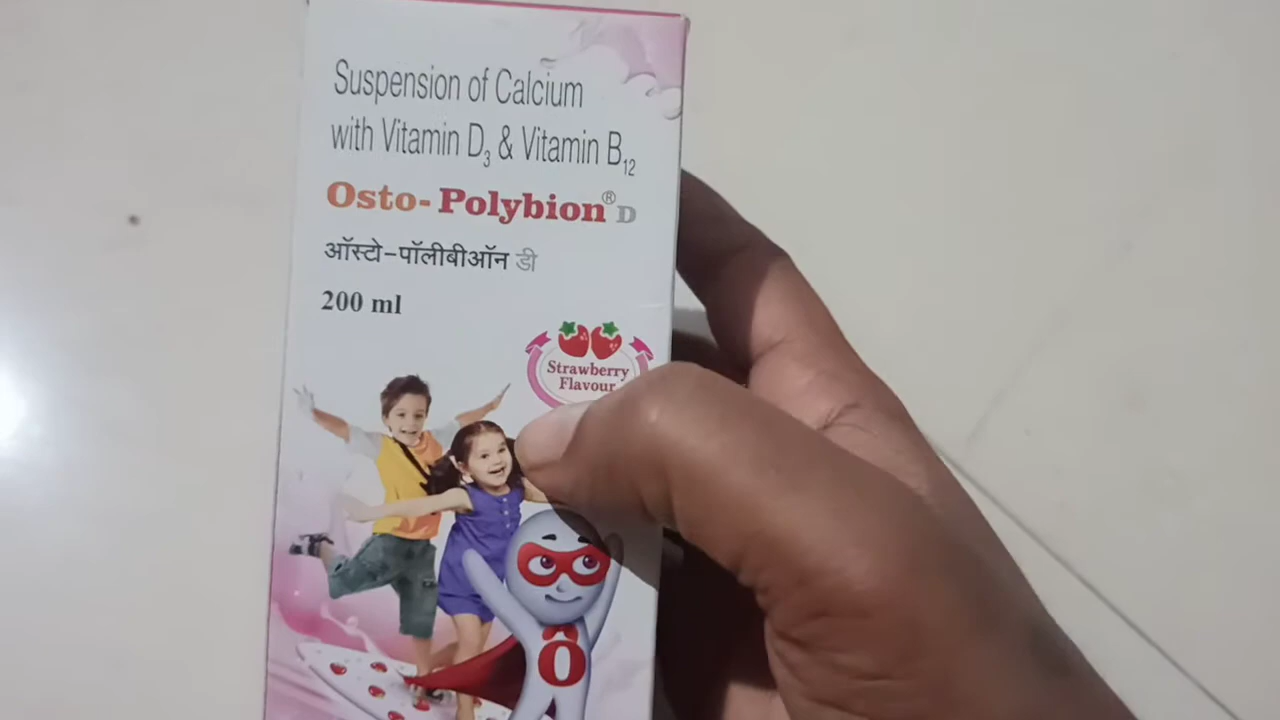 Suspension of Calcium
with Vitamin D₃ & Vitamin B₁₂
Osto-Polybion® D
ऑस्टो-पॉलीबीऑन डी
200 ml
Strawberry
Flavour
O